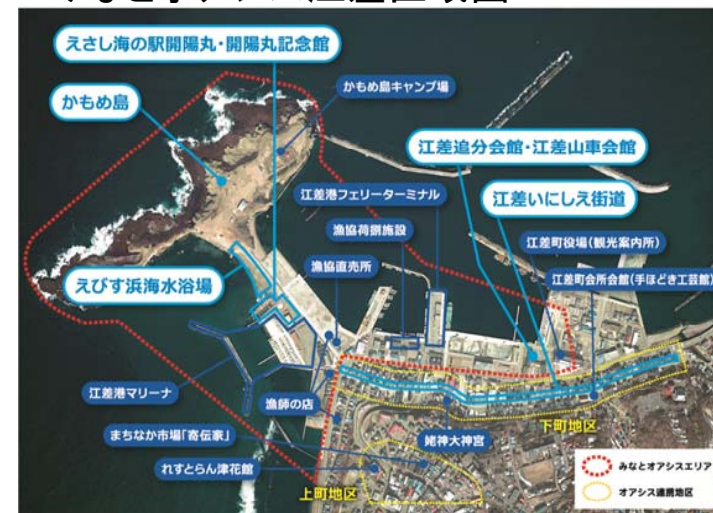 えさし海の駅開陽丸・開陽丸記念館
かもめ島
かもめ島キャンプ場
江差追分会館・江差山車会館
江差港フェリーターミナル
江差いにしえ街道
漁協荷捌施設
江差町役場(観光案内所)
漁協直売所
江差町会所会館(手ほどき工芸館)
えびす浜海水浴場
江差港マリーナ
漁師の店
まちなか市場「寄伝家」
姥神大神宮
下町地区
れすとらん津花館
上町地区
みなとオアシスエリア
オアシス連携地区